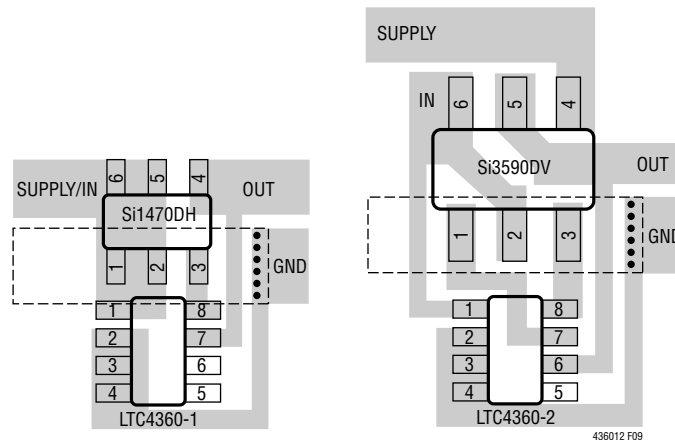 SUPPLY
IN
6
5
4
Si3590DV
OUT
1
2
3
GND
1
2
3
4
8
7
6
5
LTC4360-2
SUPPLY/IN
6
5
4
OUT
Si1470DH
1
2
3
GND
1
2
3
4
8
7
6
5
LTC4360-1
436012 F09